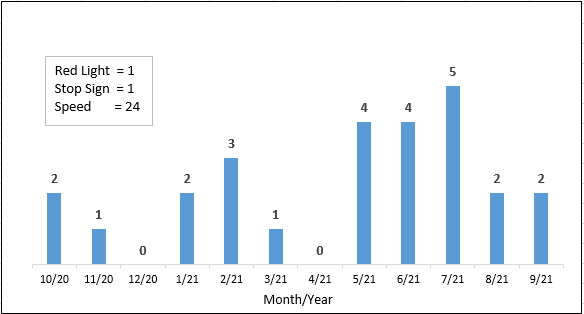 Red Light = 1
Stop Sign = 1
Speed = 24
2
1
0
2
3
1
0
4
4
5
2
2
10/20 11/20 12/20 1/21 2/21 3/21 4/21 5/21 6/21 7/21 8/21 9/21
Month/Year